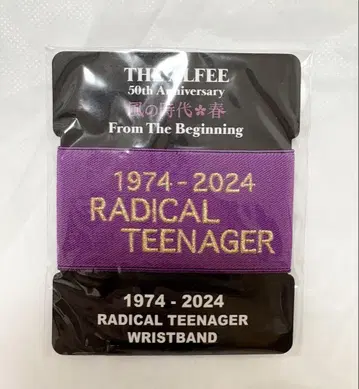 THE ALFEE
50th Anniversary
風の時代✿春
From The Beginning
1974-2024
RADICAL
TEENAGER
1974 - 2024
RADICAL TEENAGER
WRISTBAND